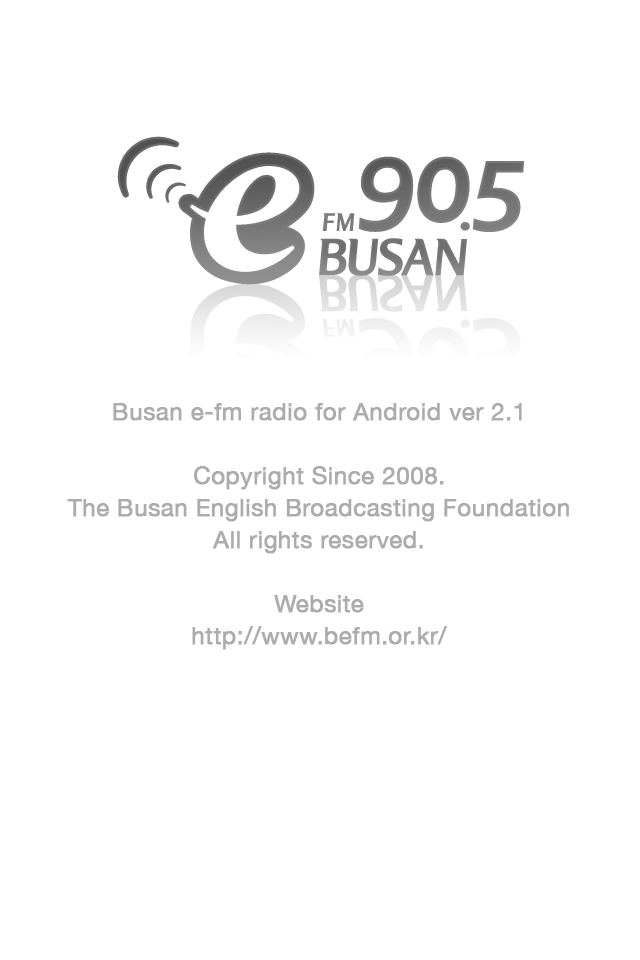 e FM 90.5
BUSAN
Busan e-fm radio for Android ver 2.1
Copyright Since 2008.
The Busan English Broadcasting Foundation
All rights reserved.
Website
http://www.befm.or.kr/